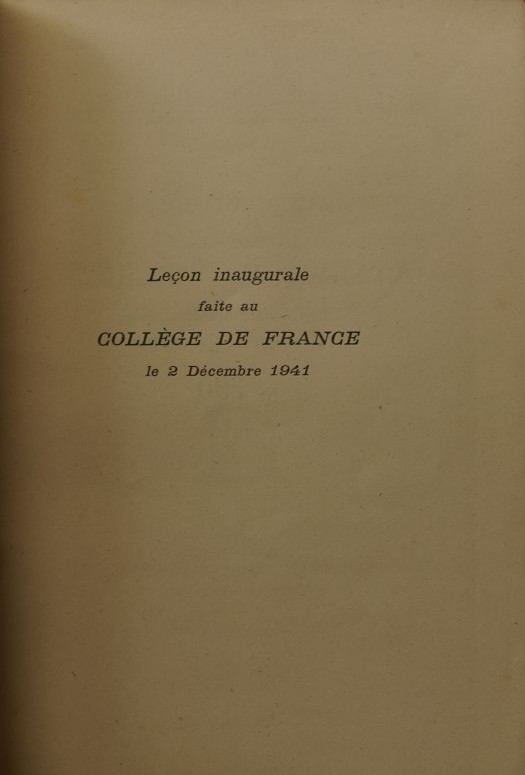 Leçon inaugurale
faite au
COLLÈGE DE FRANCE
le 2 Décembre 1941